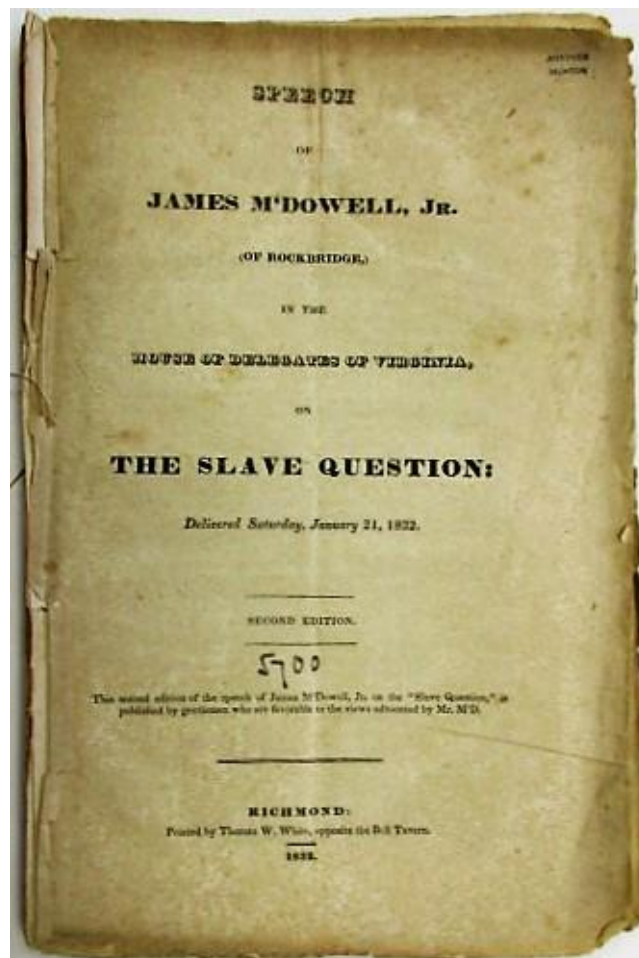 SPEECH
OF
JAMES M'DOWELL, JR.
(OF ROCKBRIDGE,)
IN THE
HOUSE OF DELEGATES OF VIRGINIA,
ON
THE SLAVE QUESTION:
Delivered Saturday, January 21, 1832.
SECOND EDITION.
5700
This second edition of the speech of James M'Dowell, Jr. on the "Slave Question," is
published by gentlemen who are favorable to the views advocated by Mr. M'D.
RICHMOND:
Printed by Thomas W. White, opposite the Bell Tavern.
1832.